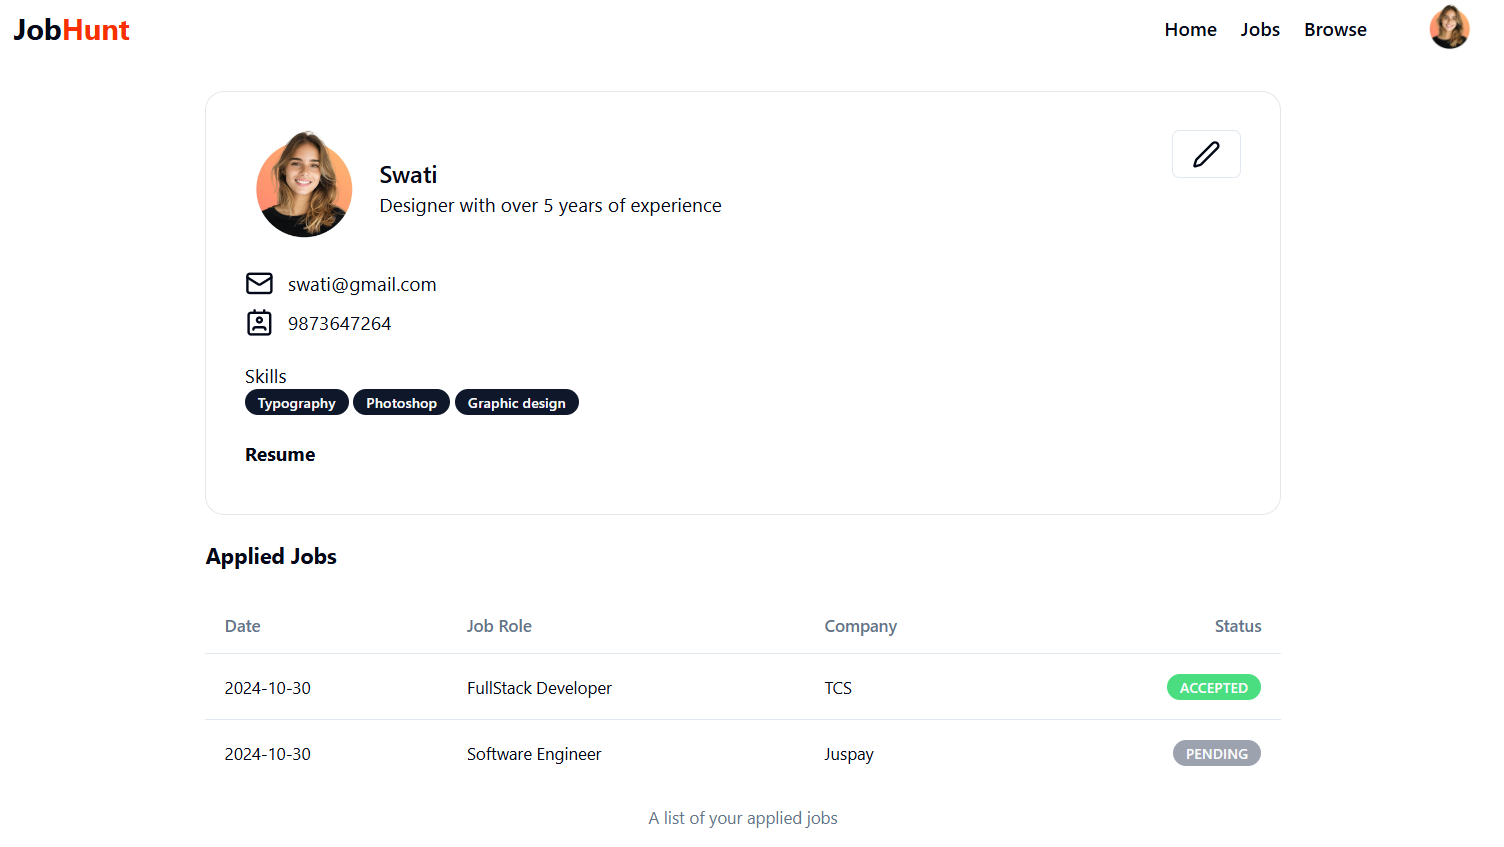 JobHunt
Home Jobs Browse
Swati
Designer with over 5 years of experience
swati@gmail.com
9873647264
Skills
Typography Photoshop Graphic design
Resume
Applied Jobs
Date Job Role Company Status
2024-10-30 FullStack Developer TCS ACCEPTED
2024-10-30 Software Engineer Juspay PENDING
A list of your applied jobs